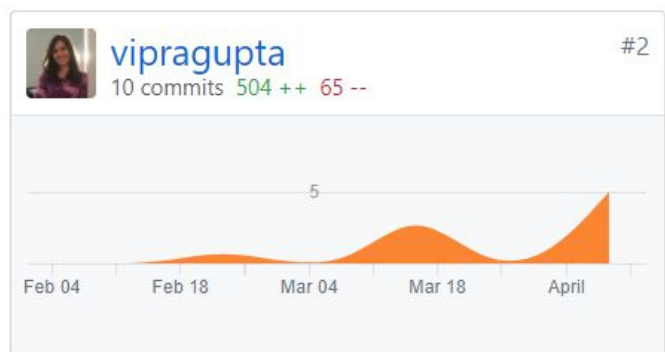 vipragupta #2
10 commits 504 ++ 65 --
5
Feb 04 Feb 18 Mar 04 Mar 18 April